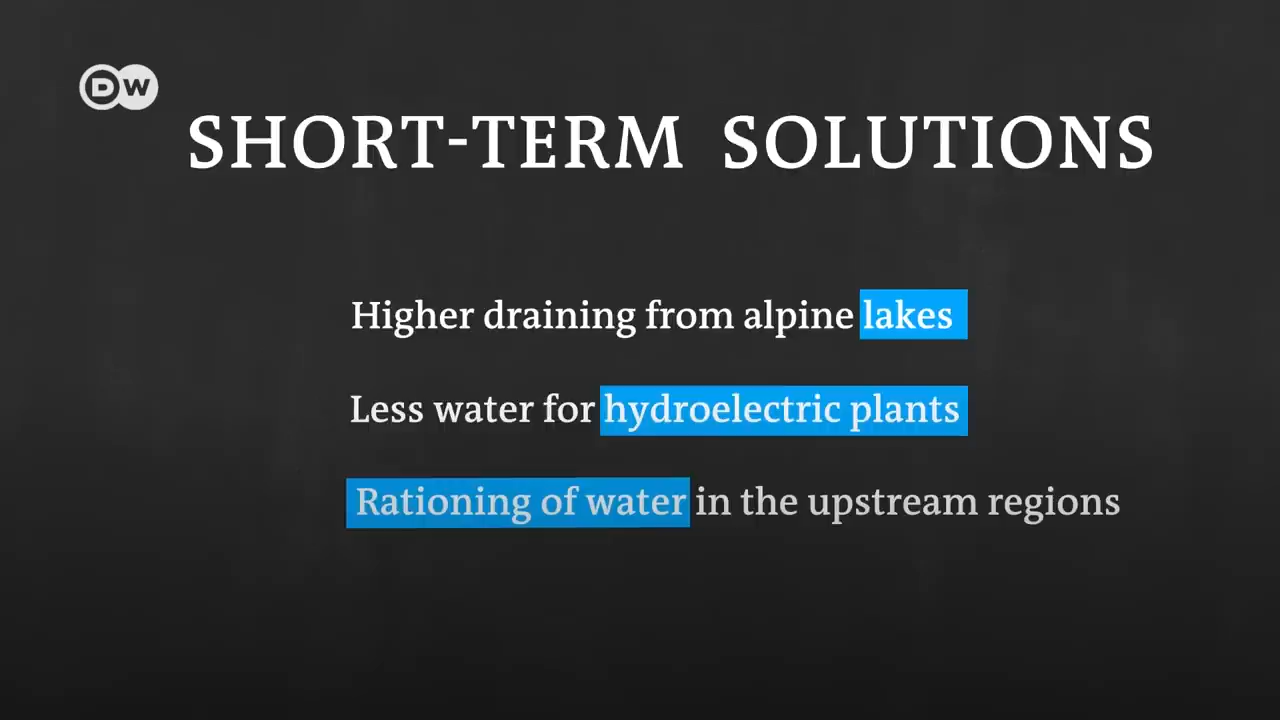 DW
SHORT-TERM SOLUTIONS
Higher draining from alpine lakes
Less water for hydroelectric plants
Rationing of water in the upstream regions